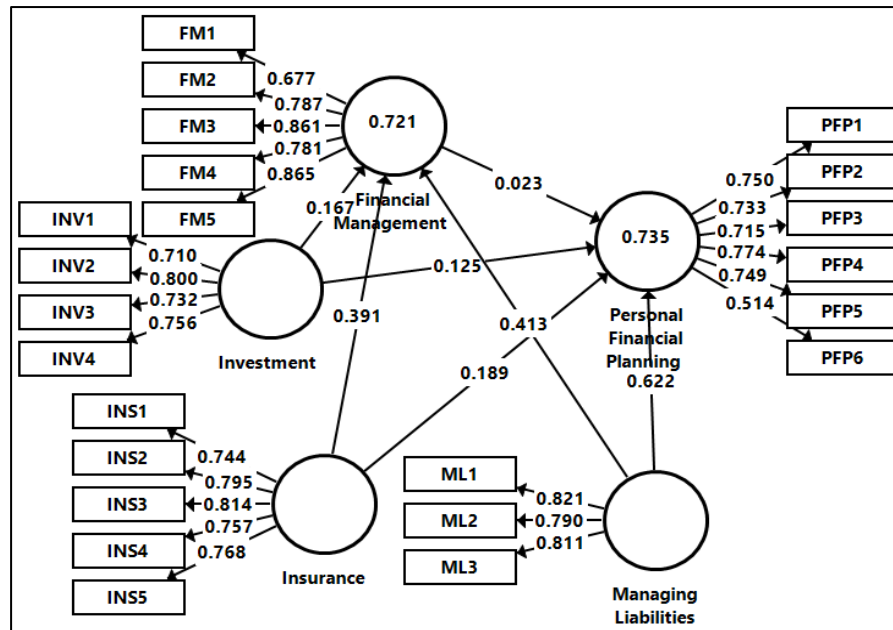 FM1
FM2
FM3
FM4
FM5
0.677
0.787
0.861
0.781
0.865
0.721
Financial
Management
0.167
0.023
INV1
INV2
INV3
INV4
0.710
0.800
0.732
0.756
Investment
0.125
0.391
0.413
0.189
0.735
Personal
Financial
Planning
0.622
PFP1
PFP2
PFP3
PFP4
PFP5
PFP6
0.750
0.733
0.715
0.774
0.749
0.514
INS1
INS2
INS3
INS4
INS5
0.744
0.795
0.814
0.757
0.768
Insurance
ML1
ML2
ML3
0.821
0.790
0.811
Managing
Liabilities